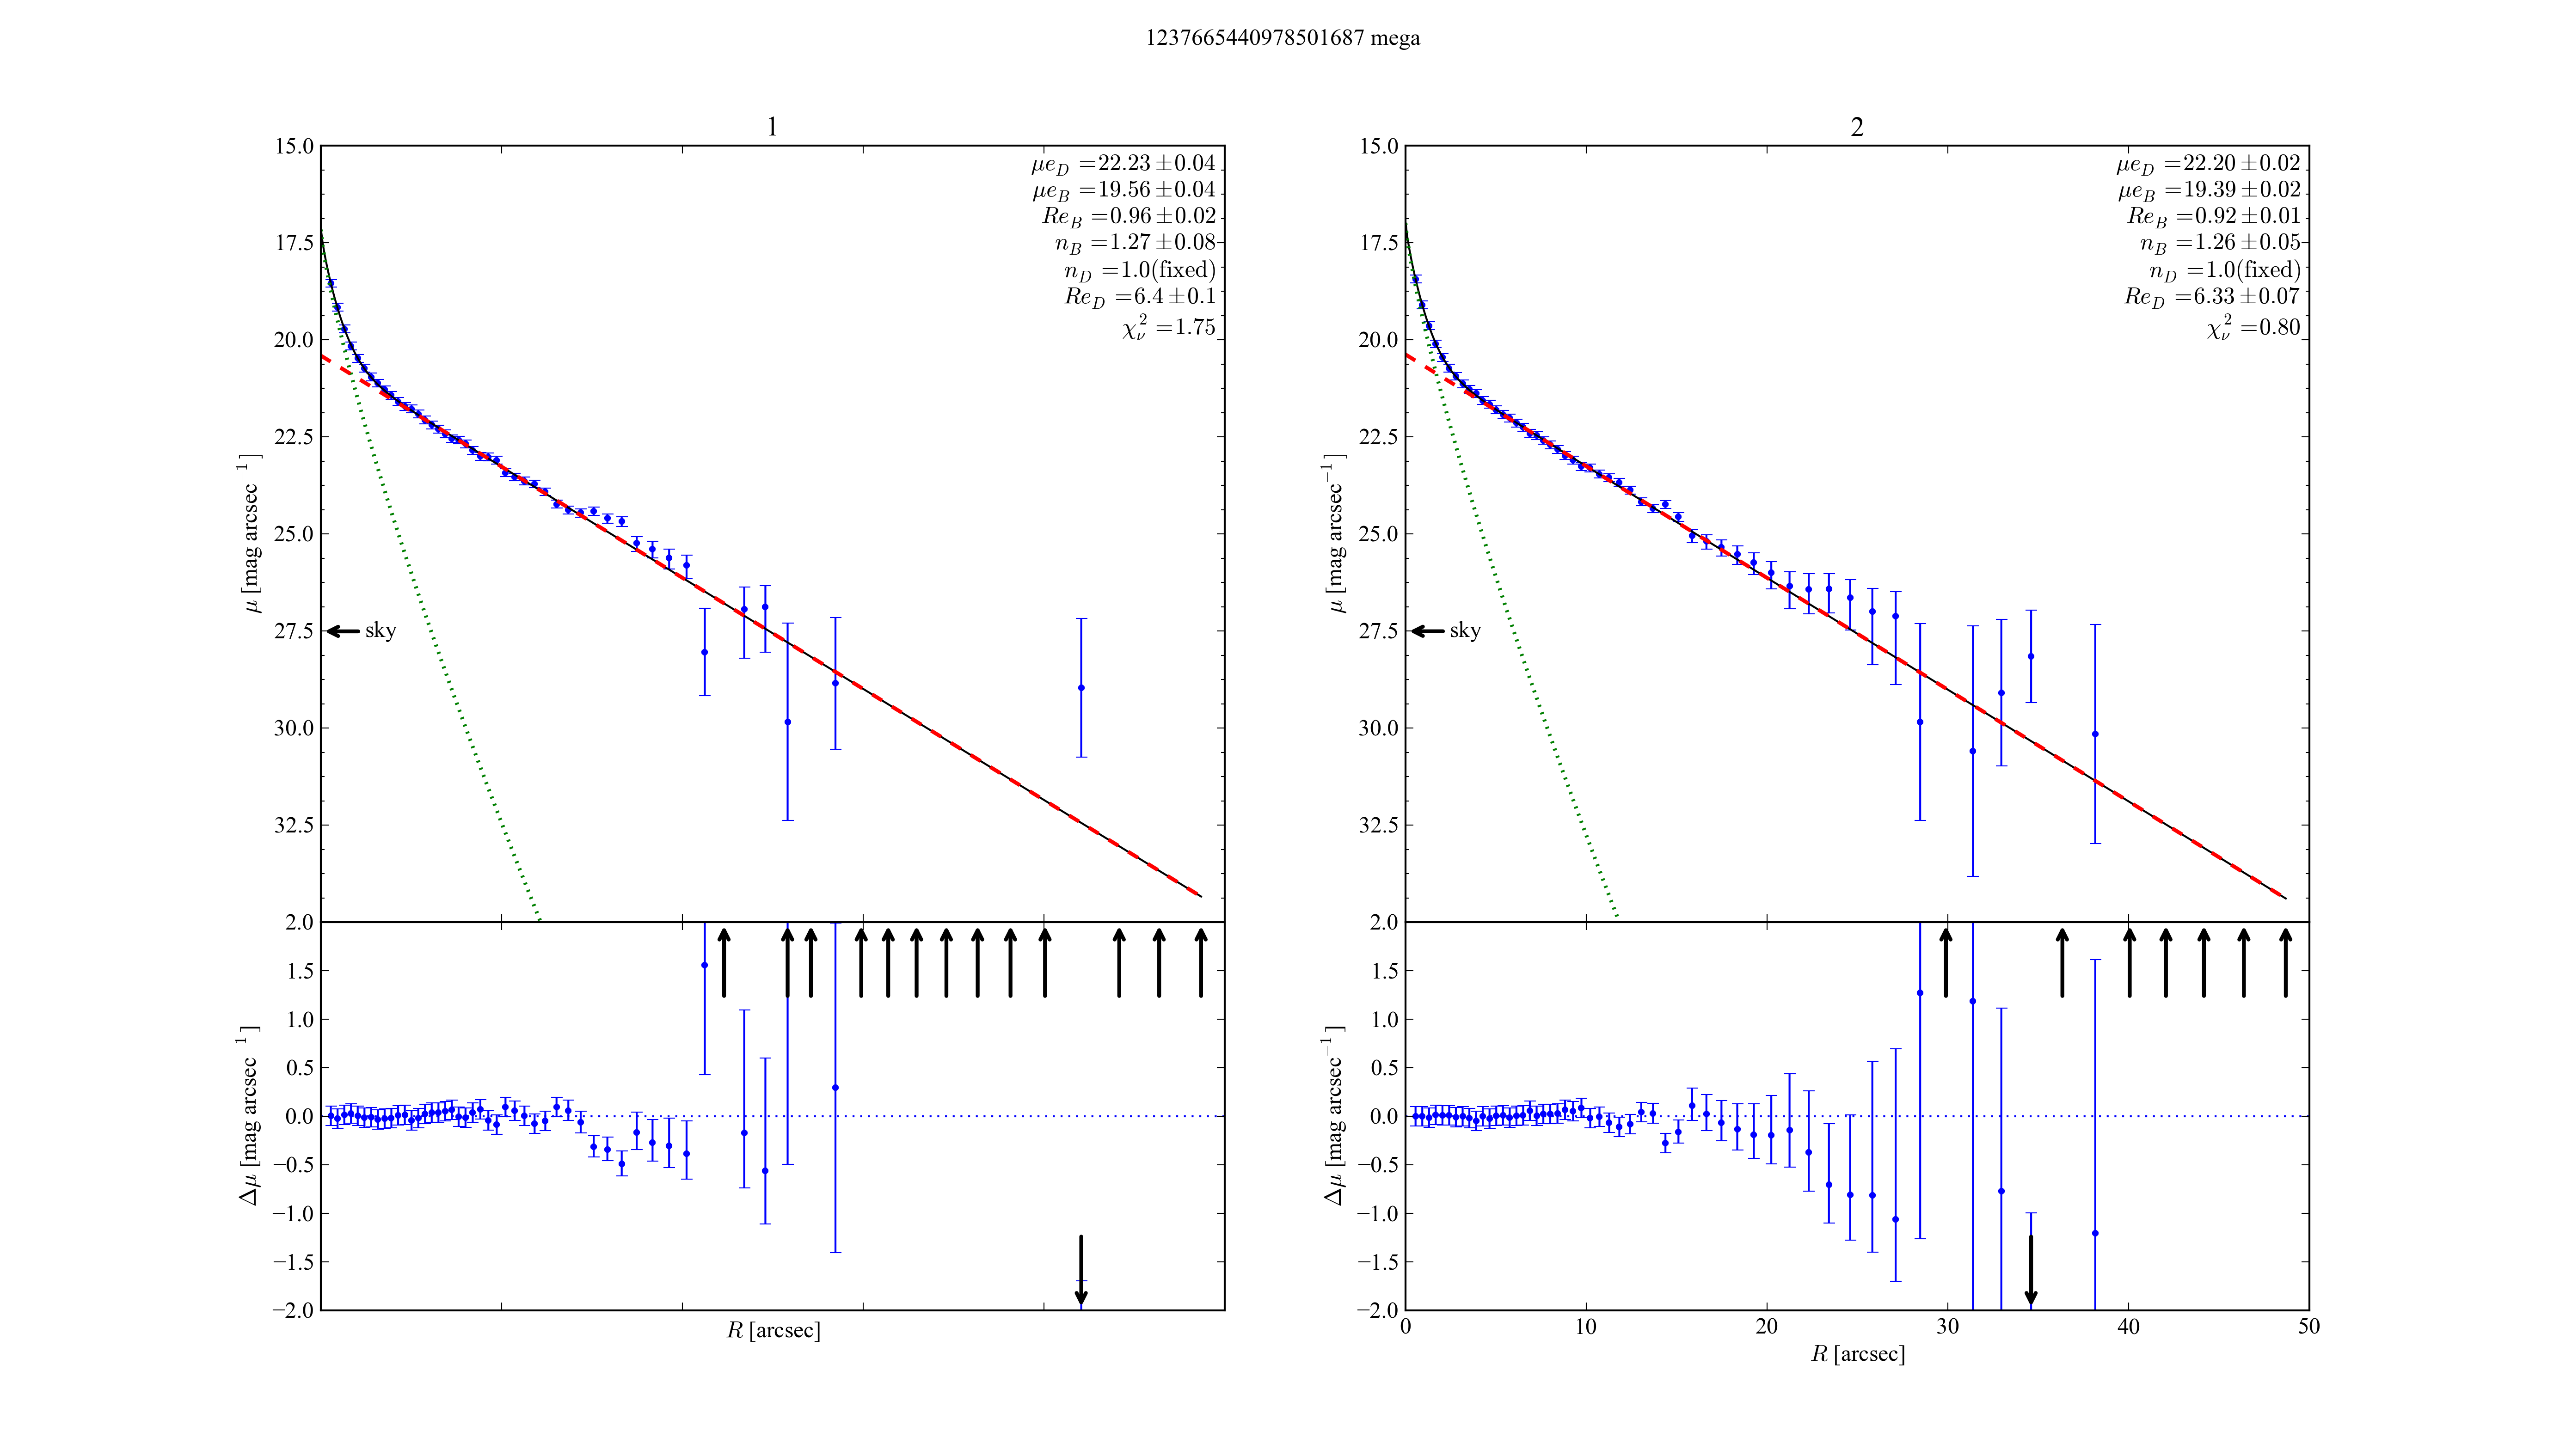 1237665440978501687 mega
1
15.0
17.5
20.0
22.5
25.0
27.5
30.0
32.5
μ [mag arcsec⁻¹]
μe_D =22.23±0.04
μe_B =19.56±0.04
Re_B =0.96±0.02
n_B =1.27±0.08
n_D =1.0(fixed)
Re_D =6.4±0.1
χ²_ν =1.75
sky
2.0
1.5
1.0
0.5
0.0
−0.5
−1.0
−1.5
−2.0
Δμ [mag arcsec⁻¹]
R [arcsec]
2
15.0
17.5
20.0
22.5
25.0
27.5
30.0
32.5
μ [mag arcsec⁻¹]
μe_D =22.20±0.02
μe_B =19.39±0.02
Re_B =0.92±0.01
n_B =1.26±0.05
n_D =1.0(fixed)
Re_D =6.33±0.07
χ²_ν =0.80
sky
2.0
1.5
1.0
0.5
0.0
−0.5
−1.0
−1.5
−2.0
Δμ [mag arcsec⁻¹]
0 10 20 30 40 50
R [arcsec]